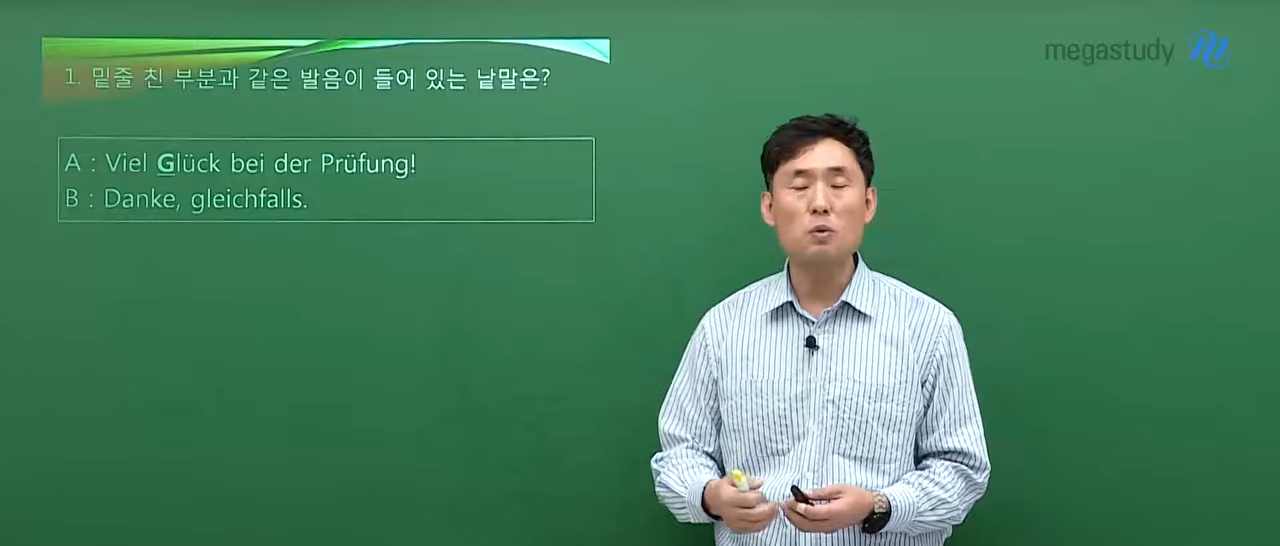 1. 밑줄 친 부분과 같은 발음이 들어 있는 낱말은?
megastudy
A : Viel Glück bei der Prüfung!
B : Danke, gleichfalls.